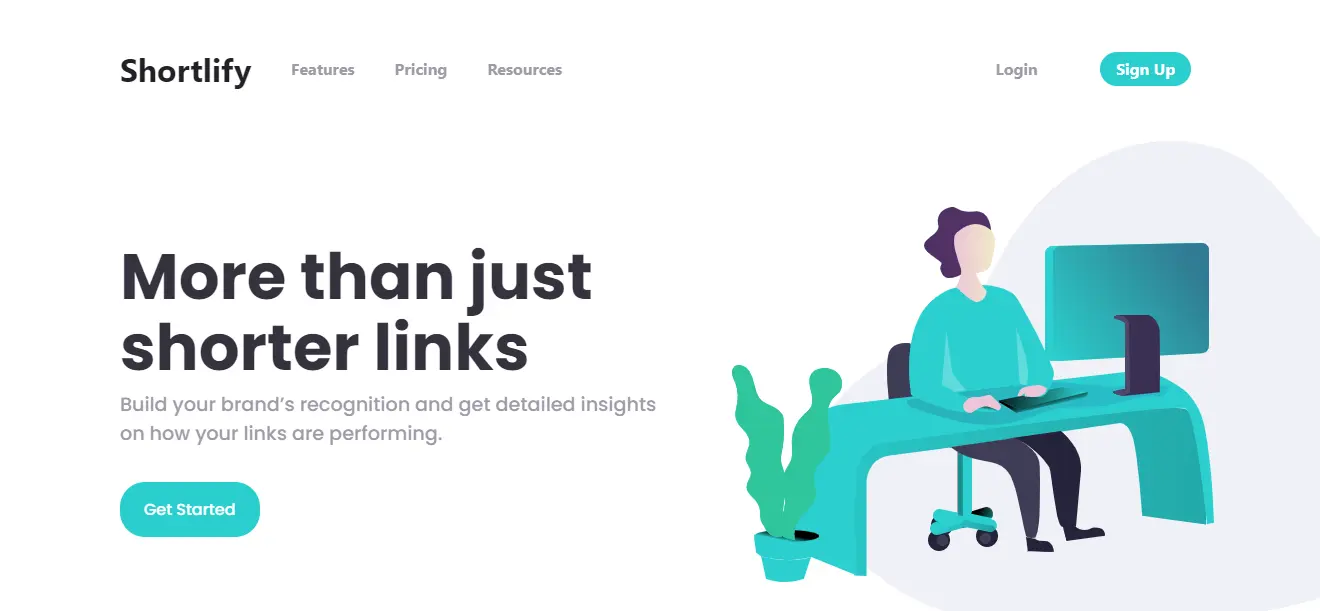 Shortlify Features Pricing Resources Login Sign Up
More than just
shorter links
Build your brand’s recognition and get detailed insights
on how your links are performing.
Get Started